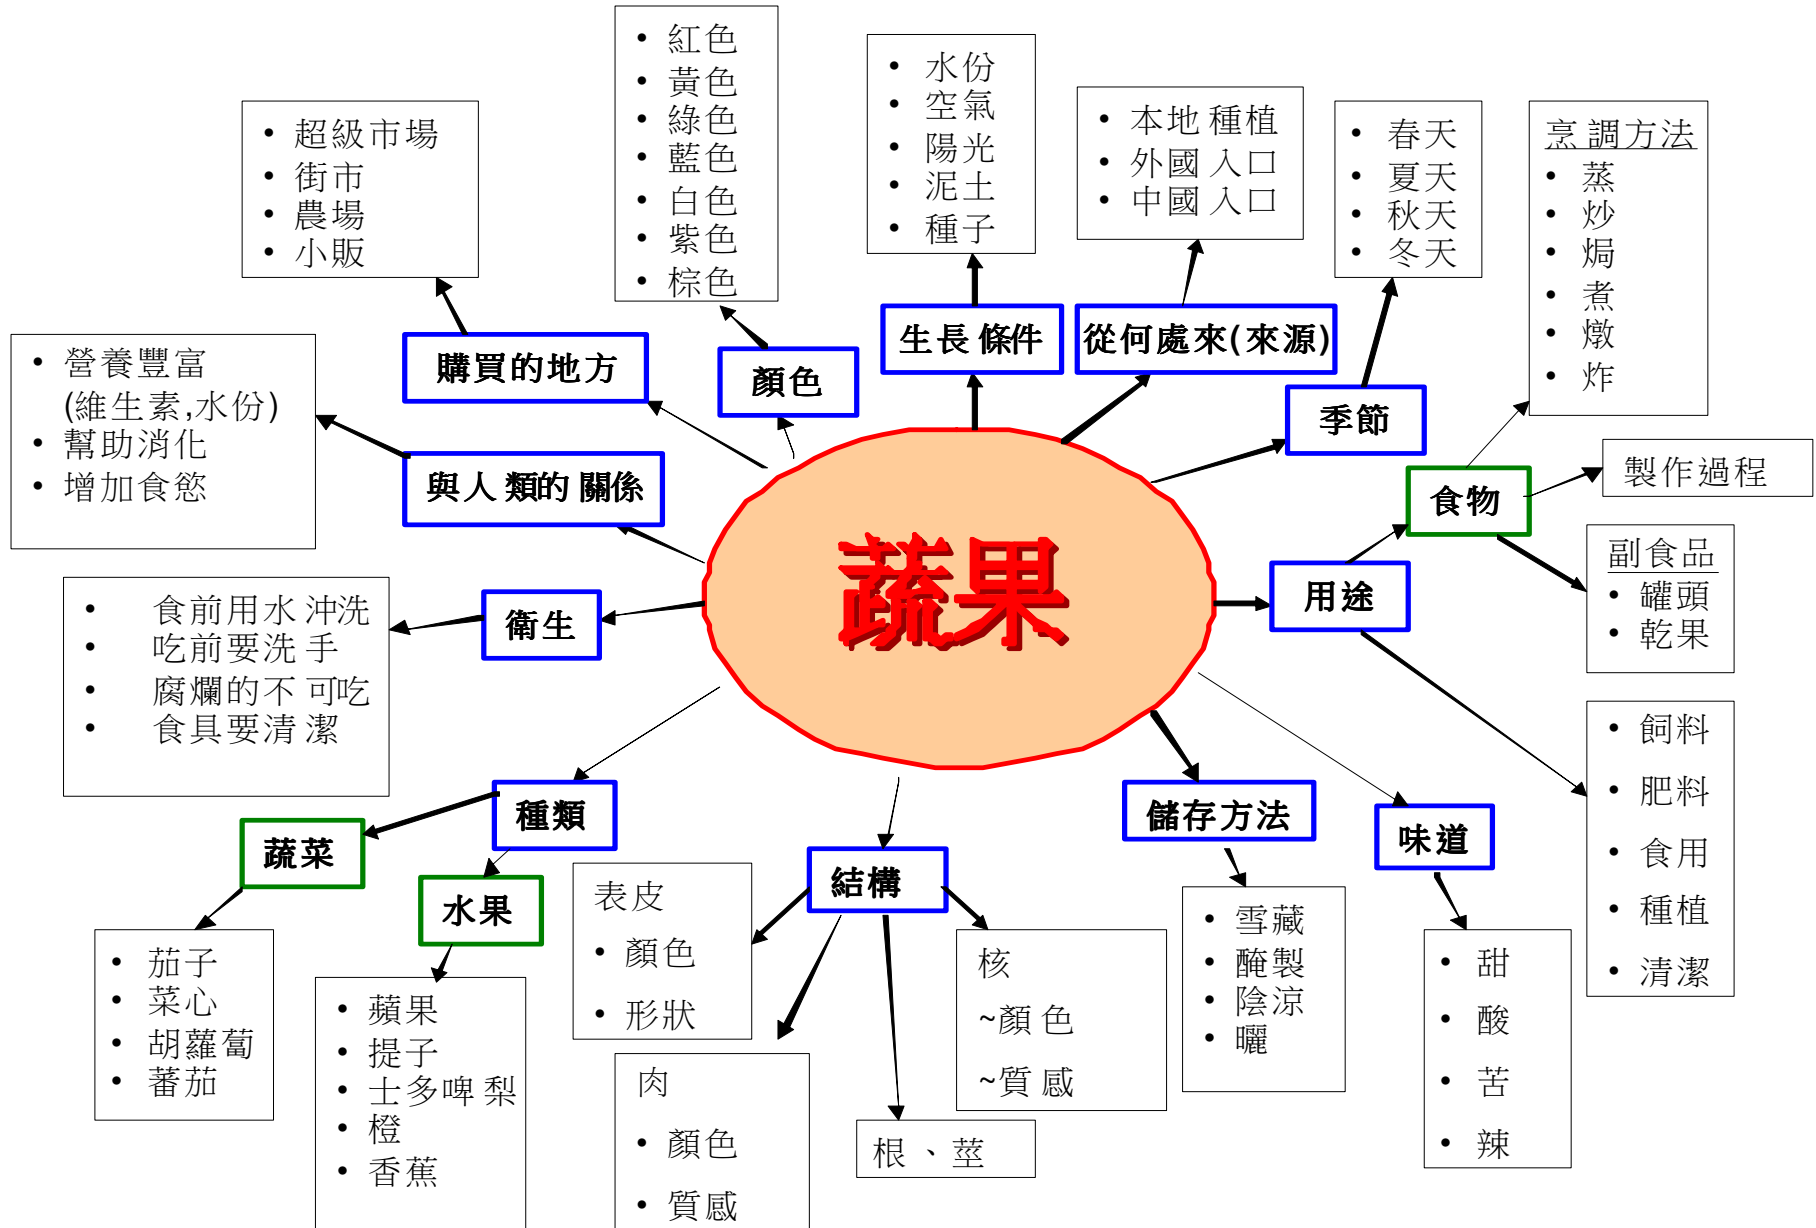 蔬果
購買的地方
• 超級市場
• 街市
• 農場
• 小販
顏色
• 紅色
• 黃色
• 綠色
• 藍色
• 白色
• 紫色
• 棕色
生長條件
• 水份
• 空氣
• 陽光
• 泥土
• 種子
從何處來(來源)
• 本地種植
• 外國入口
• 中國入口
季節
• 春天
• 夏天
• 秋天
• 冬天
用途
食物
烹調方法
• 蒸
• 炒
• 焗
• 煮
• 燉
• 炸
製作過程
副食品
• 罐頭
• 乾果
• 飼料
• 肥料
• 食用
• 種植
• 清潔
味道
• 甜
• 酸
• 苦
• 辣
儲存方法
• 雪藏
• 醃製
• 陰涼
• 曬
結構
表皮
• 顏色
• 形狀
肉
• 顏色
• 質感
根、莖
核
~顏色
~質感
種類
蔬菜
• 茄子
• 菜心
• 胡蘿蔔
• 蕃茄
水果
• 蘋果
• 提子
• 士多啤梨
• 橙
• 香蕉
衛生
• 食前用水沖洗
• 吃前要洗手
• 腐爛的不可吃
• 食具要清潔
與人類的關係
• 營養豐富
(維生素,水份)
• 幫助消化
• 增加食慾